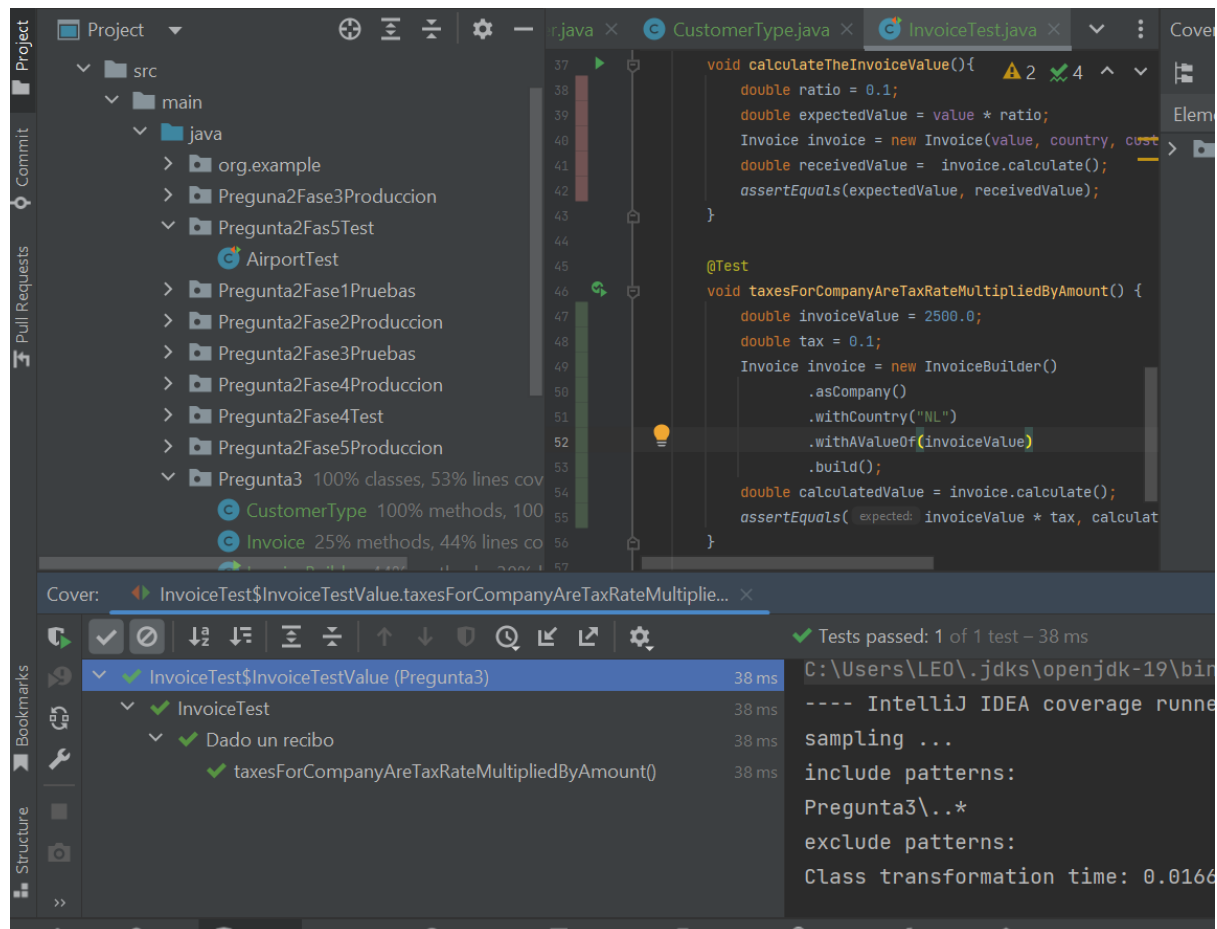 Project
Commit
Pull Requests
Bookmarks
Structure
Project
src
main
java
org.example
Preguna2Fase3Produccion
Pregunta2Fas5Test
AirportTest
Pregunta2Fase1Pruebas
Pregunta2Fase2Produccion
Pregunta2Fase3Pruebas
Pregunta2Fase4Produccion
Pregunta2Fase4Test
Pregunta2Fase5Produccion
Pregunta3 100% classes, 53% lines cov
CustomerType 100% methods, 100
Invoice 25% methods, 44% lines co
r.java CustomerType.java InvoiceTest.java
2 4
37 void calculateTheInvoiceValue(){
38 double ratio = 0.1;
39 double expectedValue = value * ratio;
40 Invoice invoice = new Invoice(value, country, cust
41 double receivedValue = invoice.calculate();
42 assertEquals(expectedValue, receivedValue);
43 }
44
45 @Test
46 void taxesForCompanyAreTaxRateMultipliedByAmount() {
47 double invoiceValue = 2500.0;
48 double tax = 0.1;
49 Invoice invoice = new InvoiceBuilder()
50 .asCompany()
51 .withCountry("NL")
52 .withAValueOf(invoiceValue)
53 .build();
54 double calculatedValue = invoice.calculate();
55 assertEquals( expected: invoiceValue * tax, calculat
56 }
57
Cover
Eleme
Cover: InvoiceTest$InvoiceTestValue.taxesForCompanyAreTaxRateMultiplie...
Tests passed: 1 of 1 test – 38 ms
InvoiceTest$InvoiceTestValue (Pregunta3) 38 ms
InvoiceTest 38 ms
Dado un recibo 38 ms
taxesForCompanyAreTaxRateMultipliedByAmount() 38 ms
C:\Users\LEO\.jdks\openjdk-19\bin
---- IntelliJ IDEA coverage runne
sampling ...
include patterns:
Pregunta3\..*
exclude patterns:
Class transformation time: 0.0166